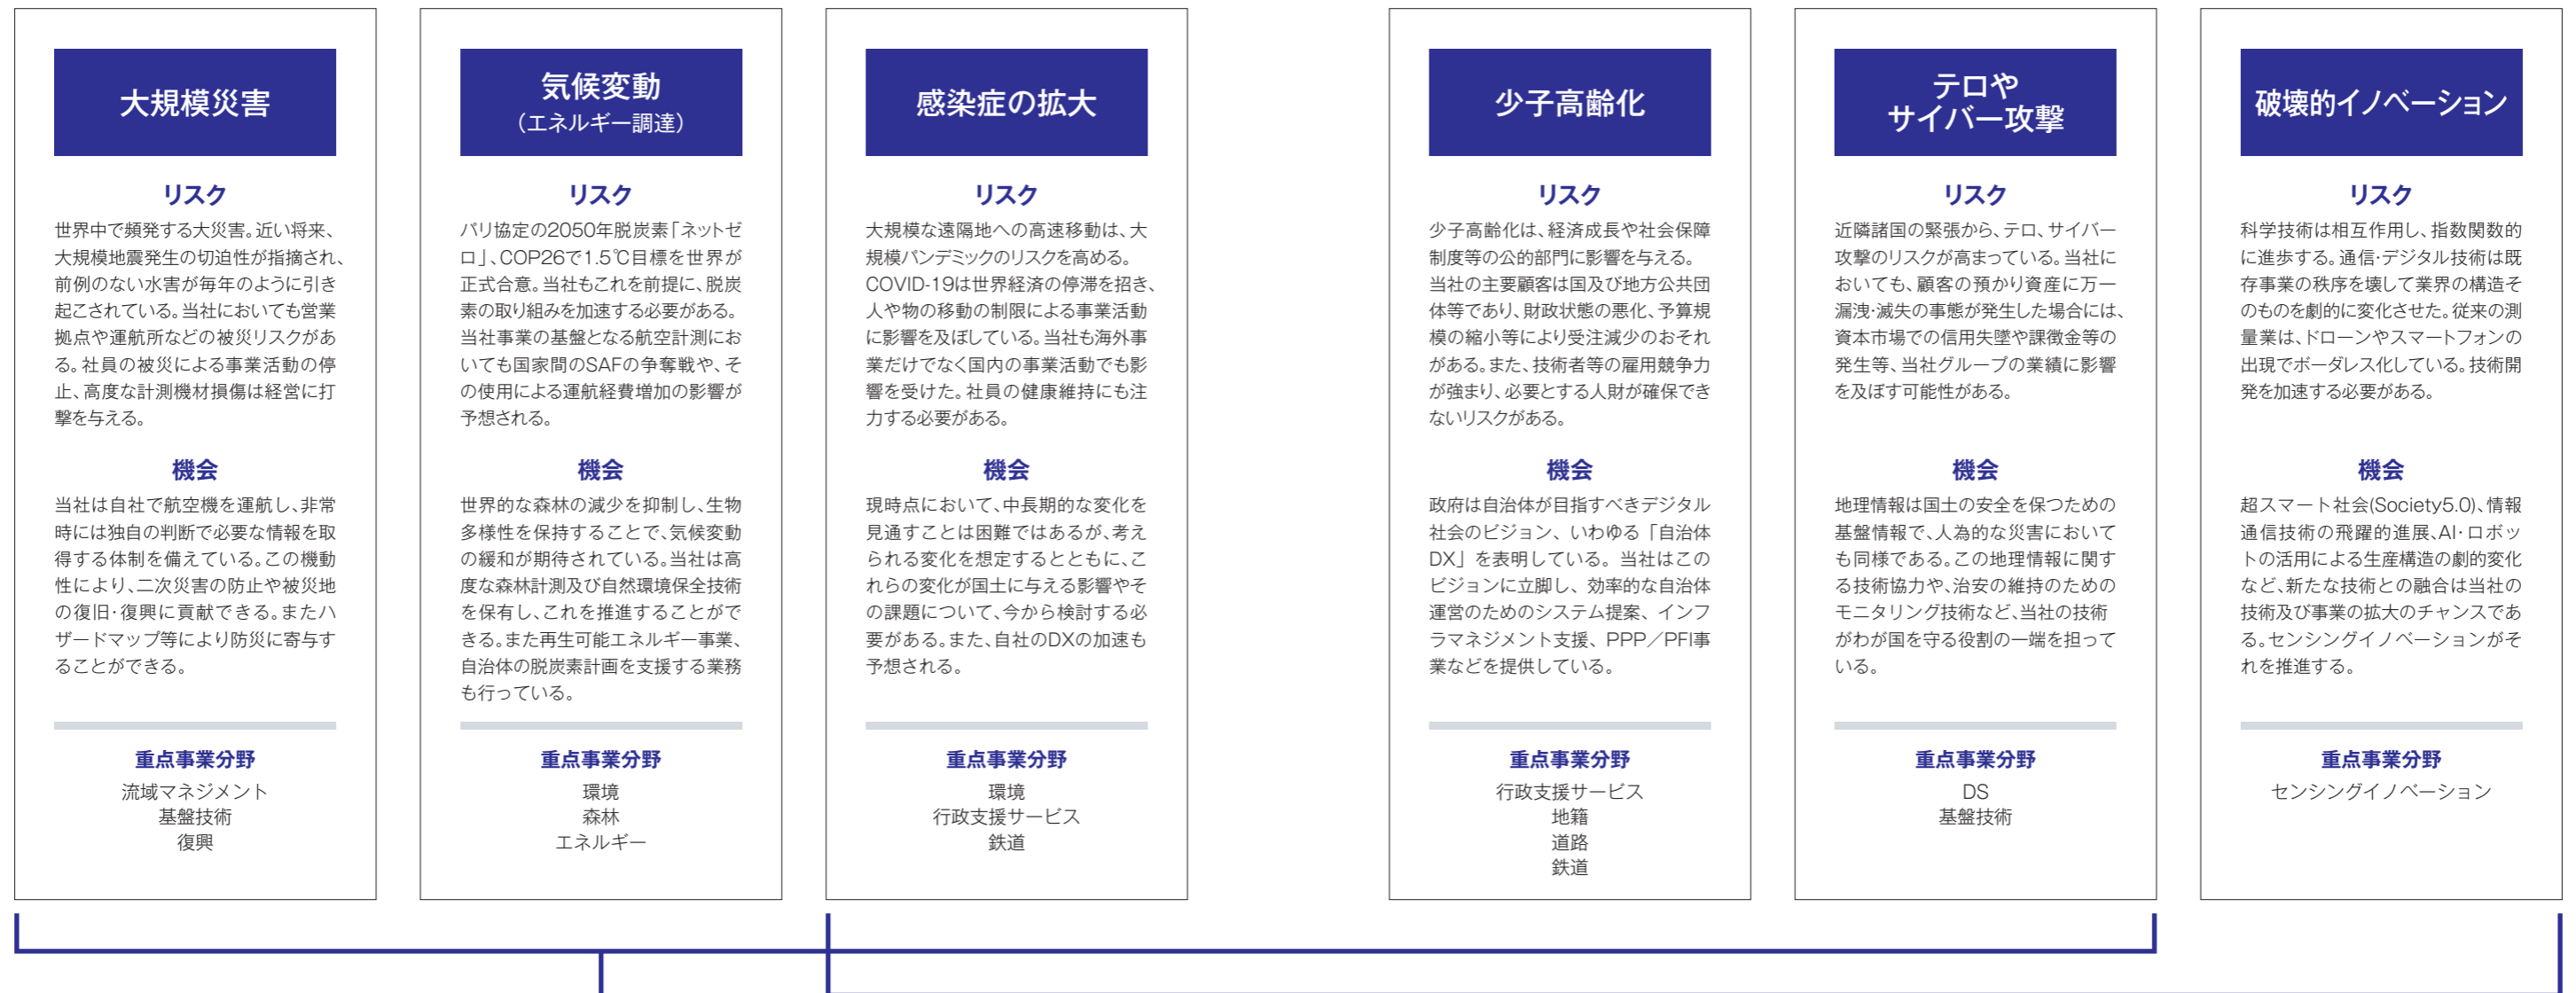 大規模災害
リスク
世界中で頻発する大災害。近い将来、
大規模地震発生の切迫性が指摘され、
前例のない水害が毎年のように引き
起こされている。当社においても営業
拠点や運航所などの被災リスクがあ
る。社員の被災による事業活動の停
止、高度な計測機材損傷は経営に打
撃を与える。
機会
当社は自社で航空機を運航し、非常
時には独自の判断で必要な情報を取
得する体制を備えている。この機動
性により、二次災害の防止や被災地
の復旧・復興に貢献できる。またハ
ザードマップ等により防災に寄与す
ることができる。
重点事業分野
流域マネジメント
基盤技術
復興
気候変動
（エネルギー調達）
リスク
パリ協定の2050年脱炭素「ネットゼ
ロ」、COP26で1.5℃目標を世界が
正式合意。当社もこれを前提に、脱炭
素の取り組みを加速する必要がある。
当社事業の基盤となる航空計測にお
いても国家間のSAFの争奪戦や、そ
の使用による運航経費増加の影響が
予想される。
機会
世界的な森林の減少を抑制し、生物
多様性を保持することで、気候変動
の緩和が期待されている。当社は高
度な森林計測及び自然環境保全技術
を保有し、これを推進することがで
きる。また再生可能エネルギー事業、
自治体の脱炭素計画を支援する業務
も行っている。
重点事業分野
環境
森林
エネルギー
感染症の拡大
リスク
大規模な遠隔地への高速移動は、大
規模パンデミックのリスクを高める。
COVID-19は世界経済の停滞を招き、
人や物の移動の制限による事業活動
に影響を及ぼしている。当社も海外事
業だけでなく国内の事業活動でも影
響を受けた。社員の健康維持にも注
力する必要がある。
機会
現時点において、中長期的な変化を
見通すことは困難ではあるが、考え
られる変化を想定するとともに、こ
れらの変化が国土に与える影響やそ
の課題について、今から検討する必
要がある。また、自社のDXの加速も
予想される。
重点事業分野
環境
行政支援サービス
鉄道
少子高齢化
リスク
少子高齢化は、経済成長や社会保障
制度等の公的部門に影響を与える。
当社の主要顧客は国及び地方公共団
体等であり、財政状態の悪化、予算規
模の縮小等により受注減少のおそれ
がある。また、技術者等の雇用競争力
が強まり、必要とする人財が確保でき
ないリスクがある。
機会
政府は自治体が目指すべきデジタル
社会のビジョン、いわゆる「自治体
DX」を表明している。当社はこの
ビジョンに立脚し、効率的な自治体
運営のためのシステム提案、インフ
ラマネジメント支援、PPP／PFI事
業などを提供している。
重点事業分野
行政支援サービス
地籍
道路
鉄道
テロや
サイバー攻撃
リスク
近隣諸国の緊張から、テロ、サイバー
攻撃のリスクが高まっている。当社に
おいても、顧客の預かり資産に万一
漏洩・滅失の事態が発生した場合には、
資本市場での信用失墜や課徴金等の
発生等、当社グループの業績に影響
を及ぼす可能性がある。
機会
地理情報は国土の安全を保つための
基盤情報で、人為的な災害において
も同様である。この地理情報に関す
る技術協力や、治安の維持のための
モニタリング技術など、当社の技術
がわが国を守る役割の一端を担って
いる。
重点事業分野
DS
基盤技術
破壊的イノベーション
リスク
科学技術は相互作用し、指数関数的
に進歩する。通信・デジタル技術は既
存事業の秩序を壊して業界の構造そ
のものを劇的に変化させた。従来の測
量業は、ドローンやスマートフォンの
出現でボーダレス化している。技術開
発を加速する必要がある。
機会
超スマート社会(Society5.0)、情報
通信技術の飛躍的進展、AI・ロボッ
トの活用による生産構造の劇的変化
など、新たな技術との融合は当社の
技術及び事業の拡大のチャンスであ
る。センシングイノベーションがそ
れを推進する。
重点事業分野
センシングイノベーション